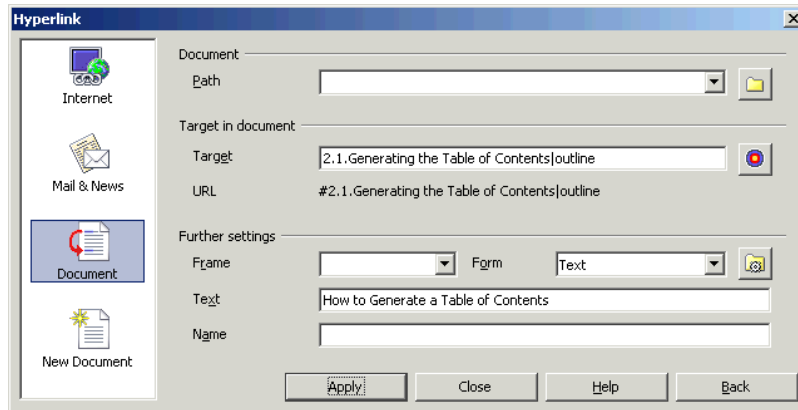 Hyperlink
Internet
Mail & News
Document
New Document
Document
Path
Target in document
Target 2.1.Generating the Table of Contents|outline
URL #2.1.Generating the Table of Contents|outline
Further settings
Frame Form Text
Text How to Generate a Table of Contents
Name
Apply Close Help Back